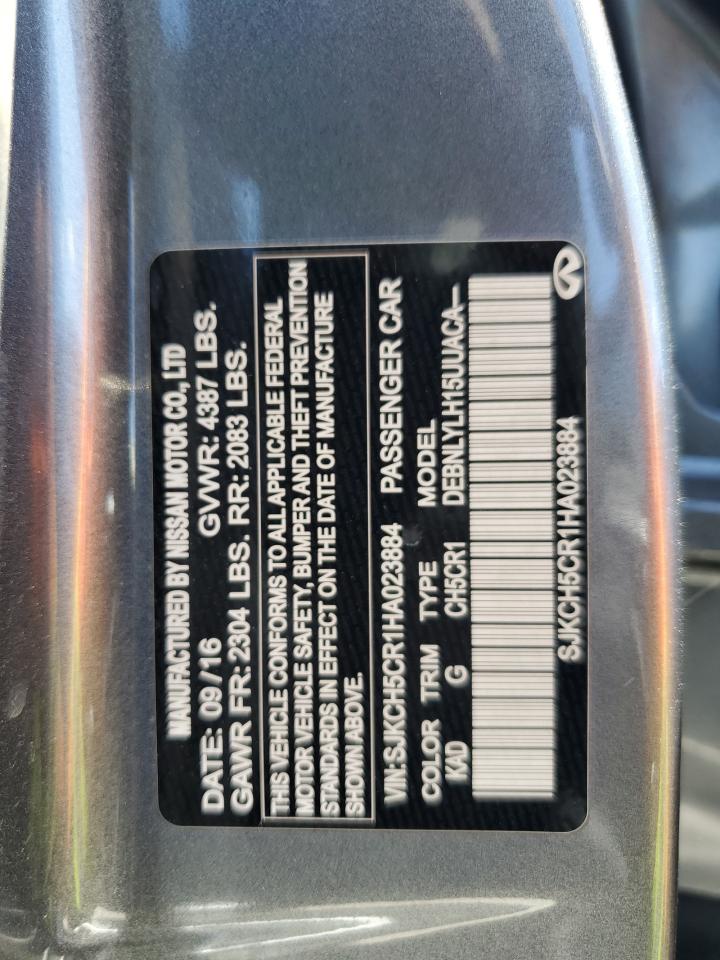 MANUFACTURED BY NISSAN MOTOR CO., LTD
DATE: 09/16 GVWR: 4387 LBS.
GAWR FR: 2304 LBS. RR: 2083 LBS.
THIS VEHICLE CONFORMS TO ALL APPLICABLE FEDERAL
MOTOR VEHICLE SAFETY, BUMPER AND THEFT PREVENTION
STANDARDS IN EFFECT ON THE DATE OF MANUFACTURE
SHOWN ABOVE.
VIN:SJKCH5CR1HA023884 PASSENGER CAR
COLOR TRIM TYPE MODEL
KAD G CH5CR1 DEBNLYLH15UUACA—
SJKCH5CR1HA023884